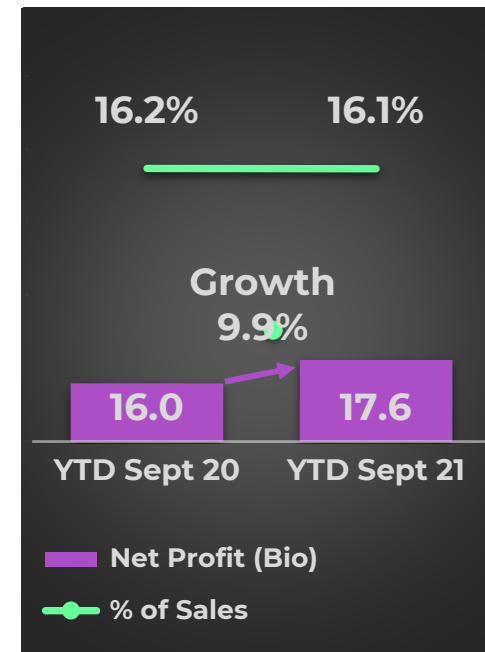 16.2% 16.1%
Growth
9.9%
16.0 17.6
YTD Sept 20 YTD Sept 21
Net Profit (Bio)
% of Sales